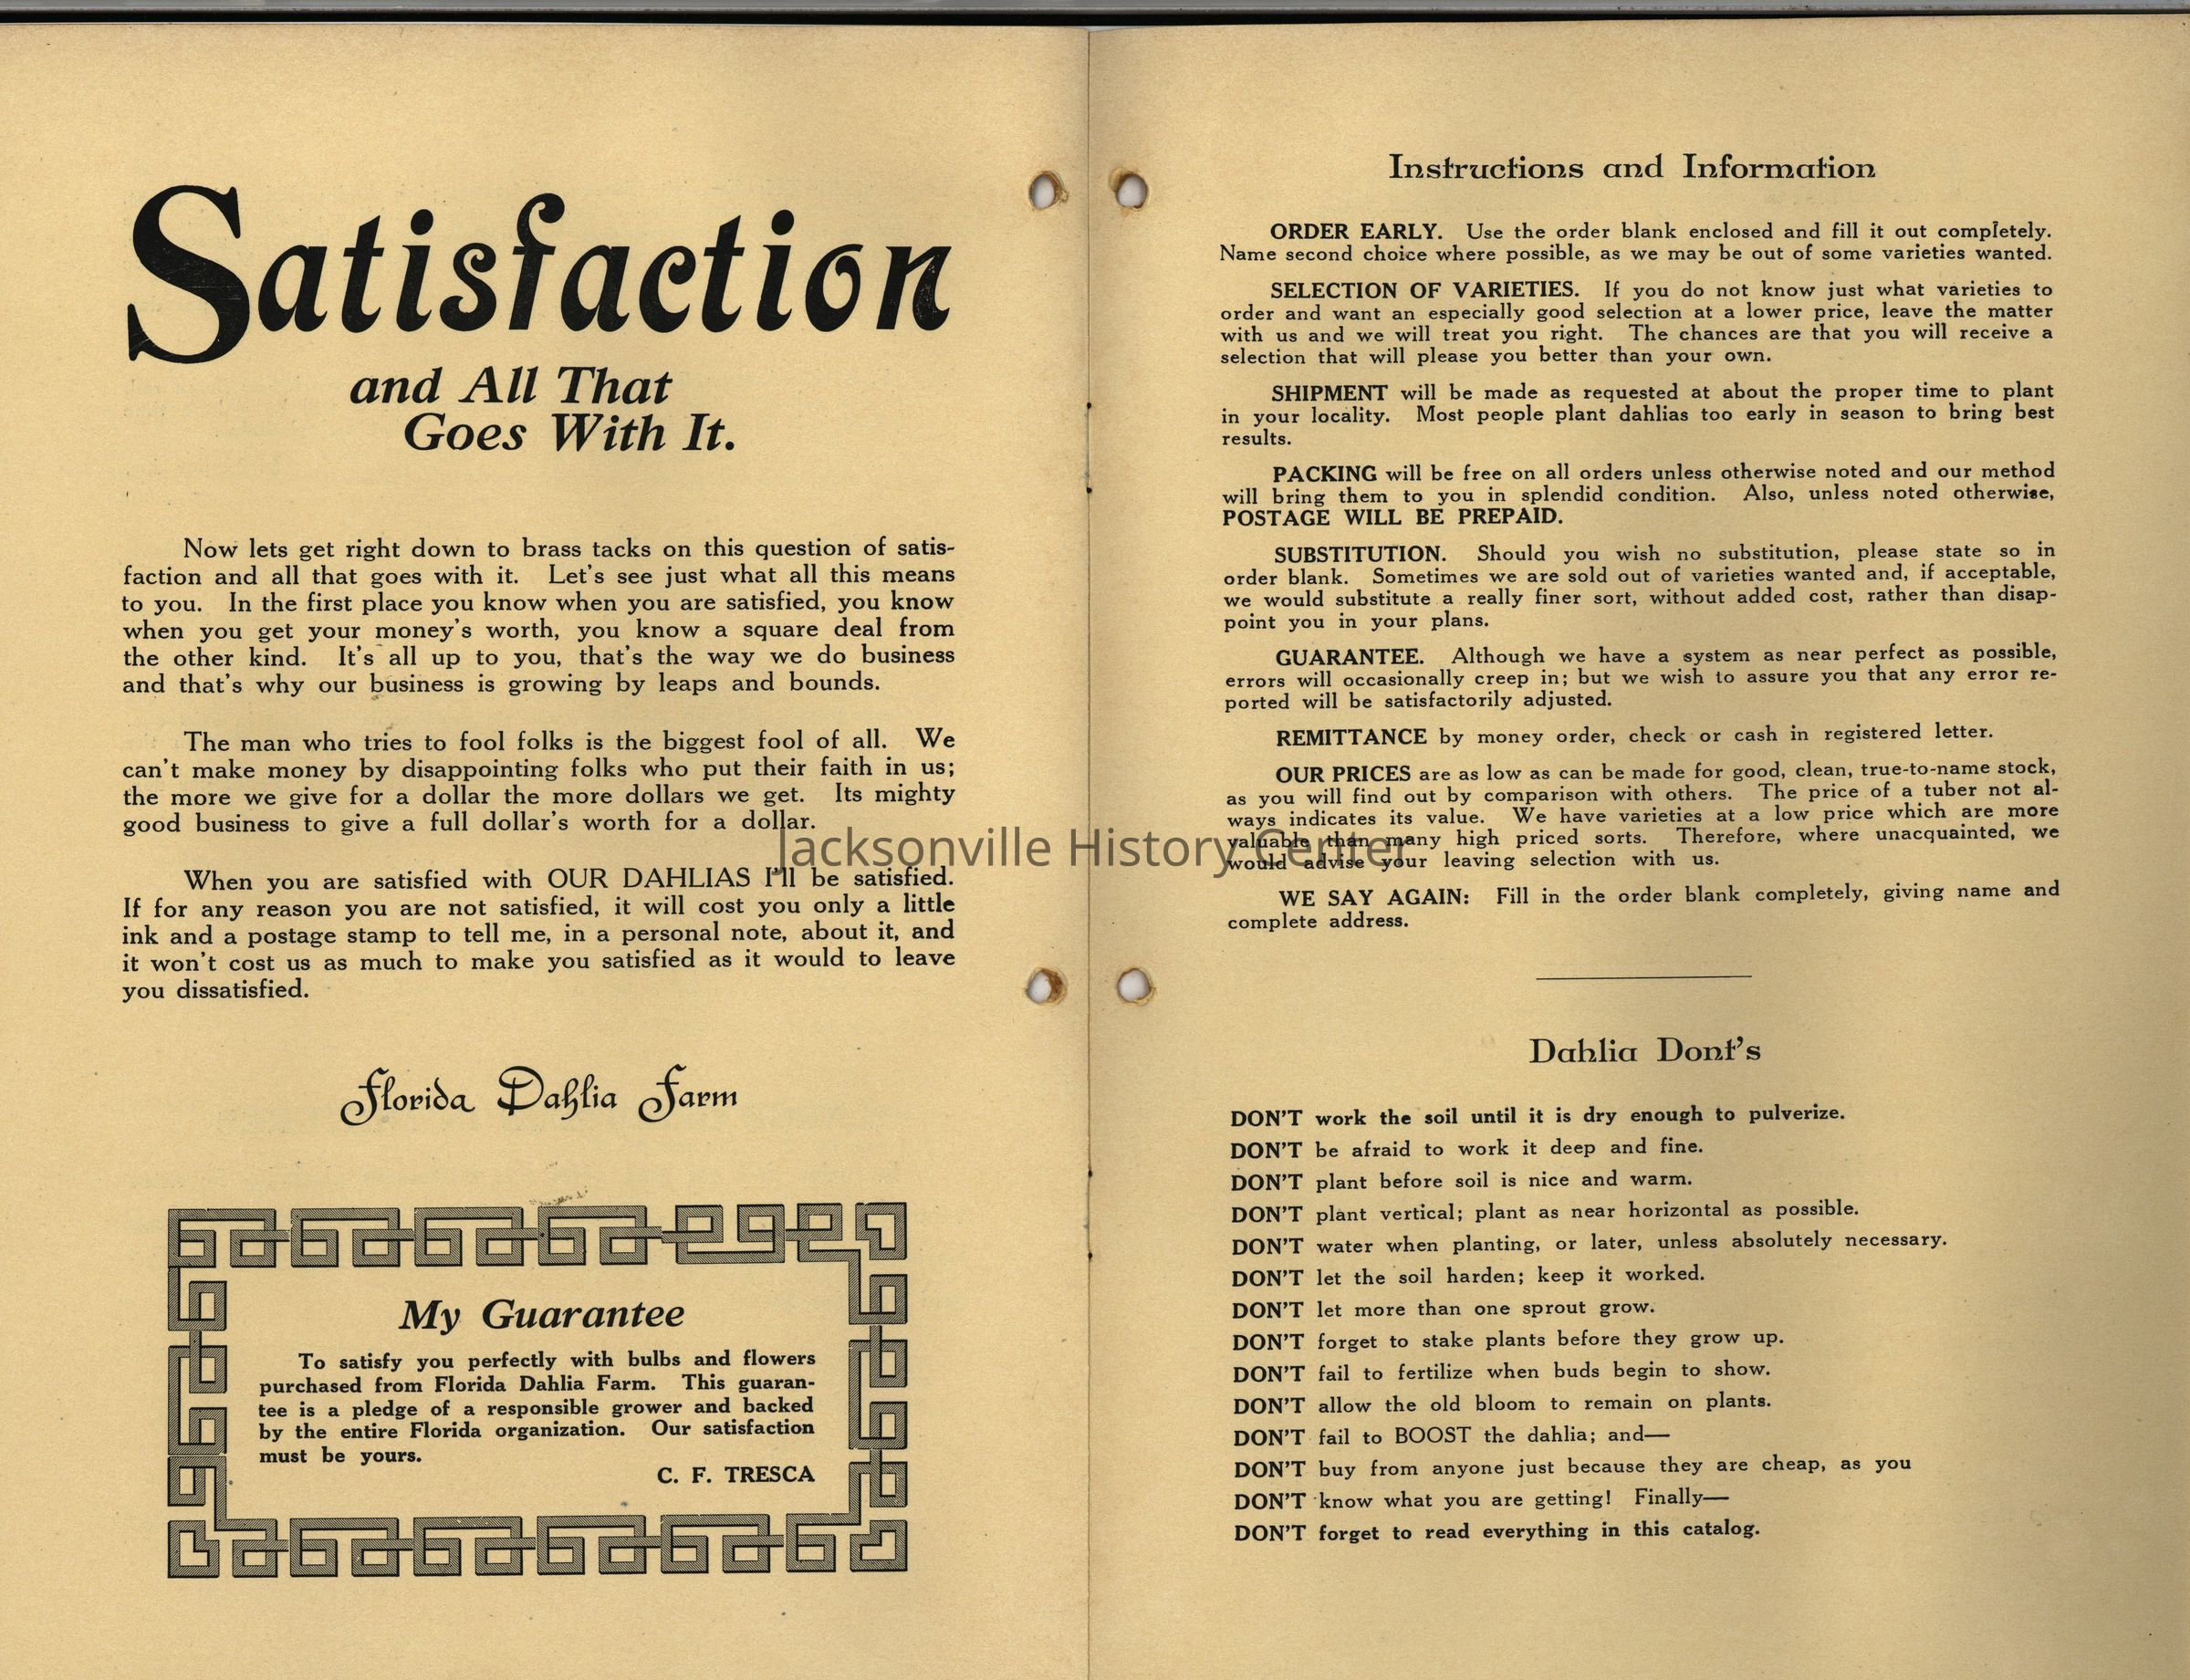 Satisfaction
and All That
Goes With It.
Now lets get right down to brass tacks on this question of satis-
faction and all that goes with it. Let's see just what all this means
to you. In the first place you know when you are satisfied, you know
when you get your money's worth, you know a square deal from
the other kind. It's all up to you, that's the way we do business
and that's why our business is growing by leaps and bounds.
The man who tries to fool folks is the biggest fool of all. We
can't make money by disappointing folks who put their faith in us;
the more we give for a dollar the more dollars we get. Its mighty
good business to give a full dollar's worth for a dollar.
When you are satisfied with OUR DAHLIAS I'll be satisfied.
If for any reason you are not satisfied, it will cost you only a little
ink and a postage stamp to tell me, in a personal note, about it, and
it won't cost us as much to make you satisfied as it would to leave
you dissatisfied.
Florida Dahlia Farm
My Guarantee
To satisfy you perfectly with bulbs and flowers
purchased from Florida Dahlia Farm. This guaran-
tee is a pledge of a responsible grower and backed
by the entire Florida organization. Our satisfaction
must be yours.
C. F. TRESCA
Jacksonville History Center
Instructions and Information
ORDER EARLY. Use the order blank enclosed and fill it out completely.
Name second choice where possible, as we may be out of some varieties wanted.
SELECTION OF VARIETIES. If you do not know just what varieties to
order and want an especially good selection at a lower price, leave the matter
with us and we will treat you right. The chances are that you will receive a
selection that will please you better than your own.
SHIPMENT will be made as requested at about the proper time to plant
in your locality. Most people plant dahlias too early in season to bring best
results.
PACKING will be free on all orders unless otherwise noted and our method
will bring them to you in splendid condition. Also, unless noted otherwise,
POSTAGE WILL BE PREPAID.
SUBSTITUTION. Should you wish no substitution, please state so in
order blank. Sometimes we are sold out of varieties wanted and, if acceptable,
we would substitute a really finer sort, without added cost, rather than disap-
point you in your plans.
GUARANTEE. Although we have a system as near perfect as possible,
errors will occasionally creep in; but we wish to assure you that any error re-
ported will be satisfactorily adjusted.
REMITTANCE by money order, check or cash in registered letter.
OUR PRICES are as low as can be made for good, clean, true-to-name stock,
as you will find out by comparison with others. The price of a tuber not al-
ways indicates its value. We have varieties at a low price which are more
valuable than many high priced sorts. Therefore, where unacquainted, we
would advise your leaving selection with us.
WE SAY AGAIN: Fill in the order blank completely, giving name and
complete address.
Dahlia Dont's
DON'T work the soil until it is dry enough to pulverize.
DON'T be afraid to work it deep and fine.
DON'T plant before soil is nice and warm.
DON'T plant vertical; plant as near horizontal as possible.
DON'T water when planting, or later, unless absolutely necessary.
DON'T let the soil harden; keep it worked.
DON'T let more than one sprout grow.
DON'T forget to stake plants before they grow up.
DON'T fail to fertilize when buds begin to show.
DON'T allow the old bloom to remain on plants.
DON'T fail to BOOST the dahlia; and—
DON'T buy from anyone just because they are cheap, as you
DON'T know what you are getting! Finally—
DON'T forget to read everything in this catalog.